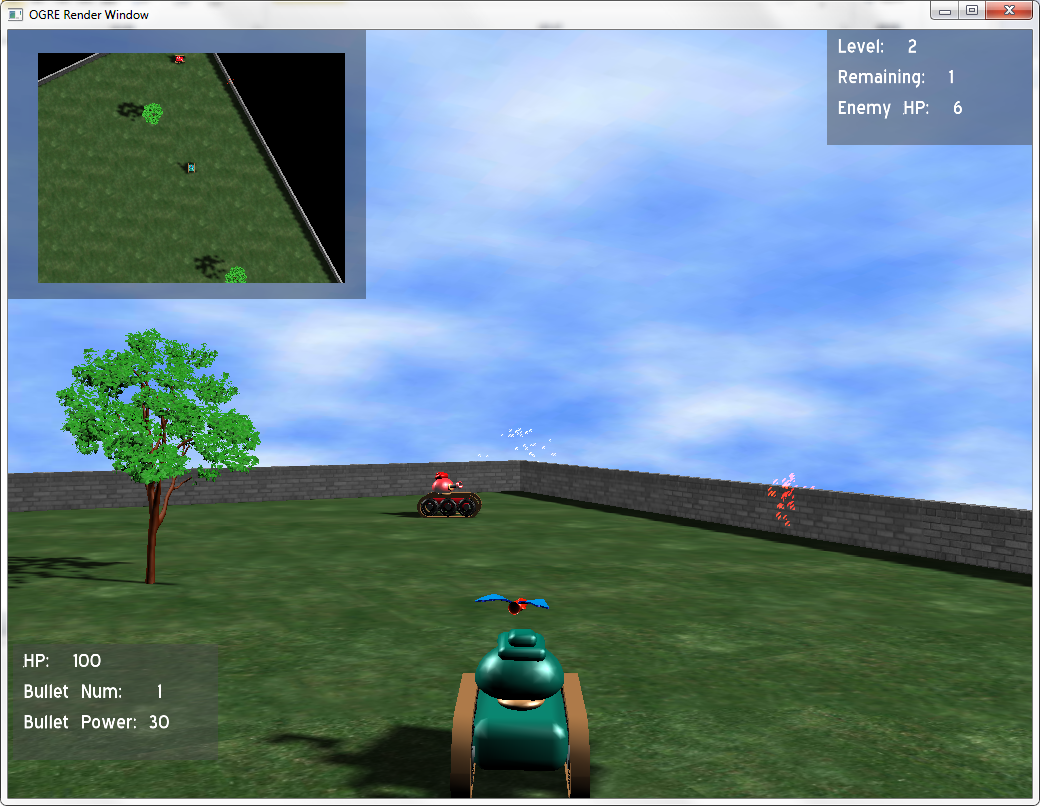 OGRE Render Window
Level: 2
Remaining: 1
Enemy HP: 6
HP: 100
Bullet Num: 1
Bullet Power: 30